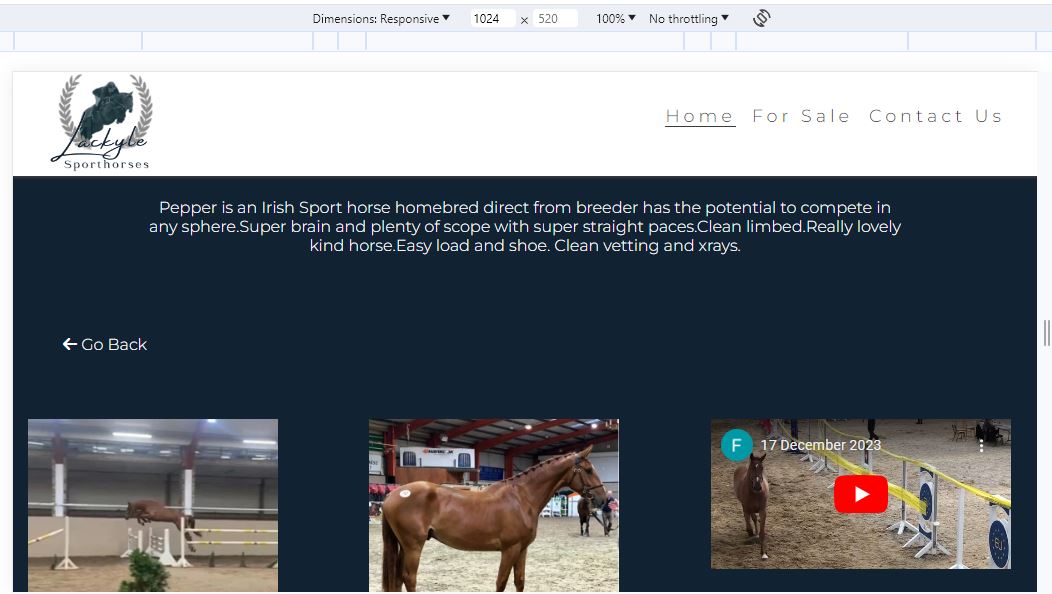 Dimensions: Responsive 1024 × 520 100% No throttling
Lackyle
Sporthorses
Home For Sale Contact Us
Pepper is an Irish Sport horse homebred direct from breeder has the potential to compete in
any sphere.Super brain and plenty of scope with super straight paces.Clean limbed.Really lovely
kind horse.Easy load and shoe. Clean vetting and xrays.
Go Back
F 17 December 2023
EU